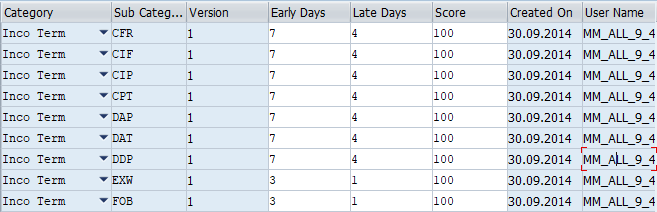 Category Sub Categ... Version Early Days Late Days Score Created On User Name
Inco Term CFR 1 7 4 100 30.09.2014 MM_ALL_9_4
Inco Term CIF 1 7 4 100 30.09.2014 MM_ALL_9_4
Inco Term CIP 1 7 4 100 30.09.2014 MM_ALL_9_4
Inco Term CPT 1 7 4 100 30.09.2014 MM_ALL_9_4
Inco Term DAP 1 7 4 100 30.09.2014 MM_ALL_9_4
Inco Term DAT 1 7 4 100 30.09.2014 MM_ALL_9_4
Inco Term DDP 1 7 4 100 30.09.2014 MM_ALL_9_4
Inco Term EXW 1 3 1 100 30.09.2014 MM_ALL_9_4
Inco Term FOB 1 3 1 100 30.09.2014 MM_ALL_9_4